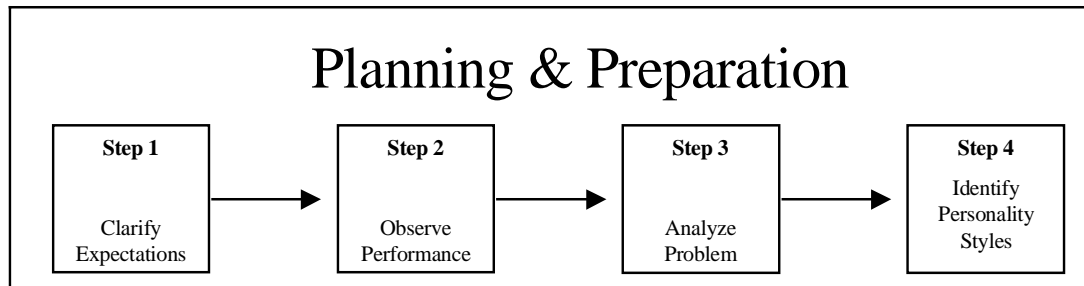 Planning & Preparation
Step 1
Clarify
Expectations
Step 2
Observe
Performance
Step 3
Analyze
Problem
Step 4
Identify
Personality
Styles